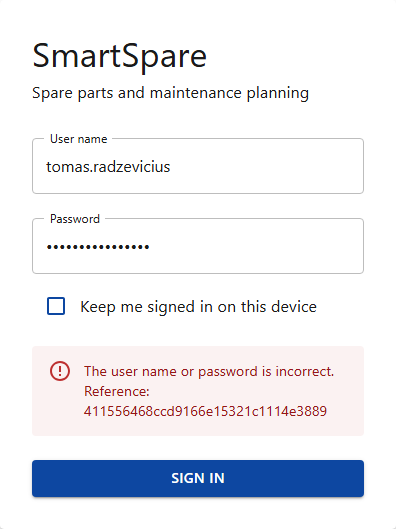 SmartSpare
Spare parts and maintenance planning
User name
tomas.radzevicius
Password
••••••••••••••••
Keep me signed in on this device
The user name or password is incorrect.
Reference:
411556468ccd9166e15321c1114e3889
SIGN IN